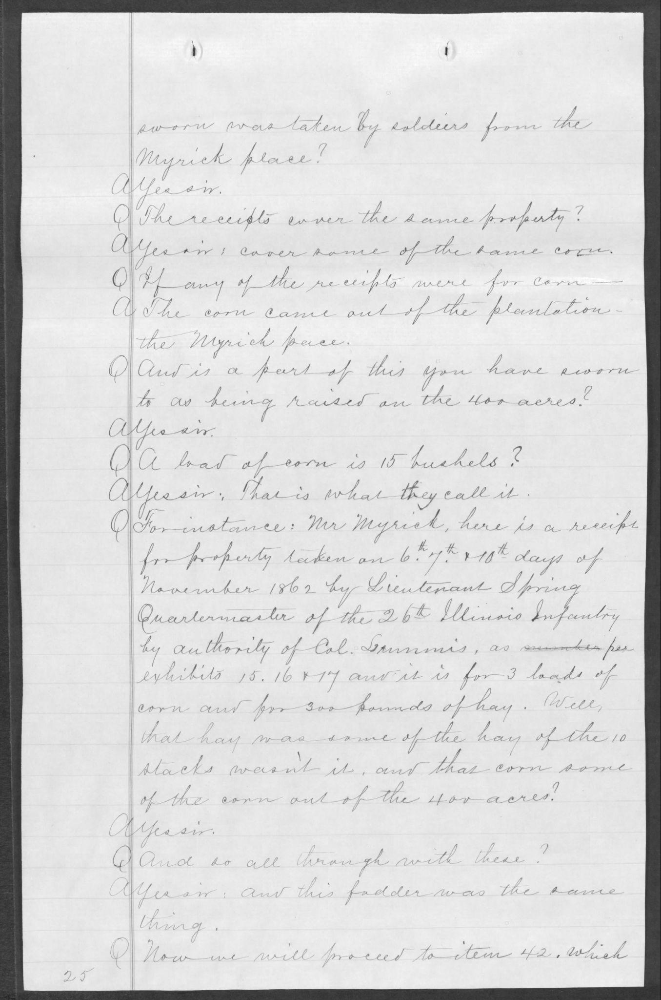 sworn was taken by soldiers from the
Myrick place?
A Yes sir.
Q The receipts cover the same property?
A Yes sir: cover some of the same corn.
Q If any of the receipts were for corn —
A The corn came out of the plantation -
the Myrick pace.
Q And is a part of this you have sworn
to as being raised on the 400 acres?
A Yes sir.
Q A load of corn is 15 bushels?
A Yes sir; That is what they call it.
Q For instance: Mr Myrick, here is a receipt
for property taken on 6th. 7th. & 10th days of
November 1862 by Lieutenant Spring
Quartermaster of the 26th Illinois Infantry
by authority of Col. as number per
exhibits 15. 16 & 17 and it is for 3 loads of
corn and for 300 pounds of hay. Well,
that hay was some of the hay of the 10
stacks wasn't it, and that corn some
of the corn out of the 400 acres?
A Yes sir.
Q And so all through with these?
A Yes sir: and this fodder was the same
thing.
Q Now we will proceed to item 42. which
25